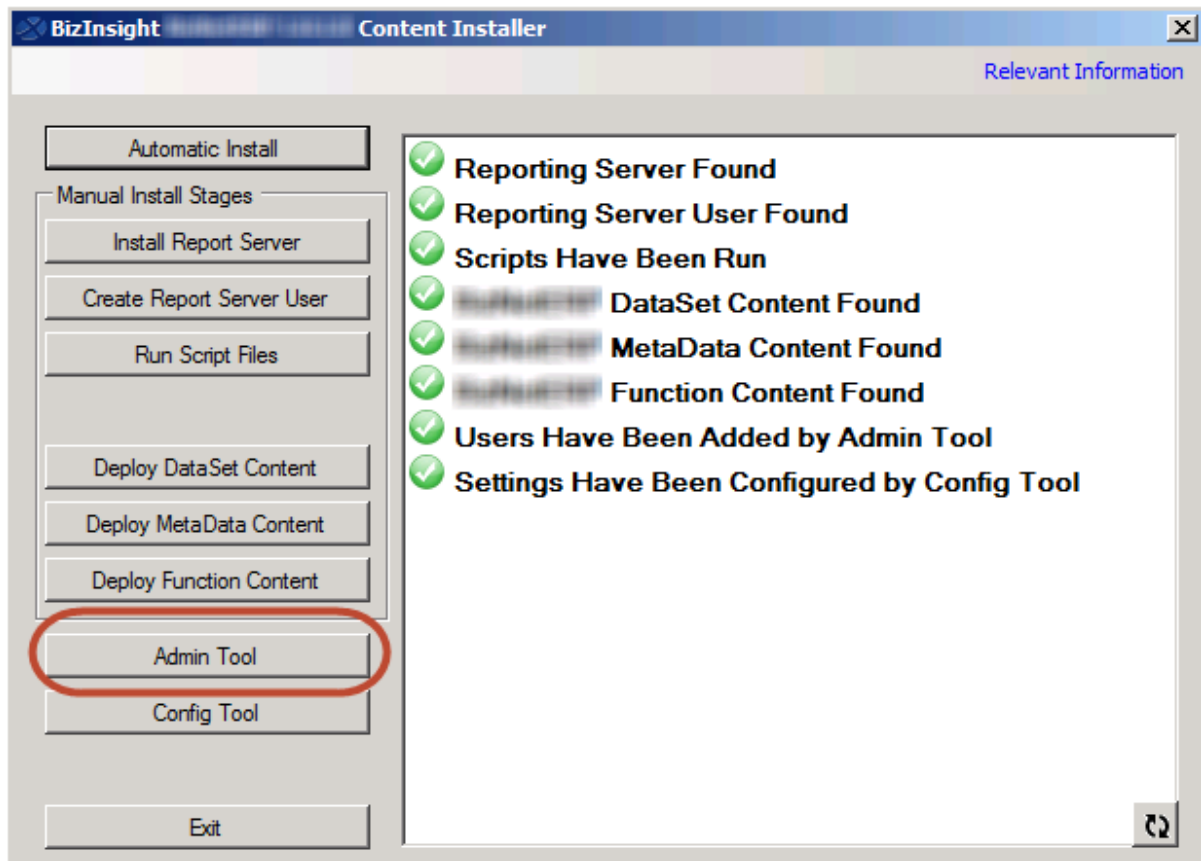 BizInsight Content Installer
Relevant Information
Automatic Install
Manual Install Stages
Install Report Server
Create Report Server User
Run Script Files
Deploy DataSet Content
Deploy MetaData Content
Deploy Function Content
Admin Tool
Config Tool
Exit
Reporting Server Found
Reporting Server User Found
Scripts Have Been Run
DataSet Content Found
MetaData Content Found
Function Content Found
Users Have Been Added by Admin Tool
Settings Have Been Configured by Config Tool